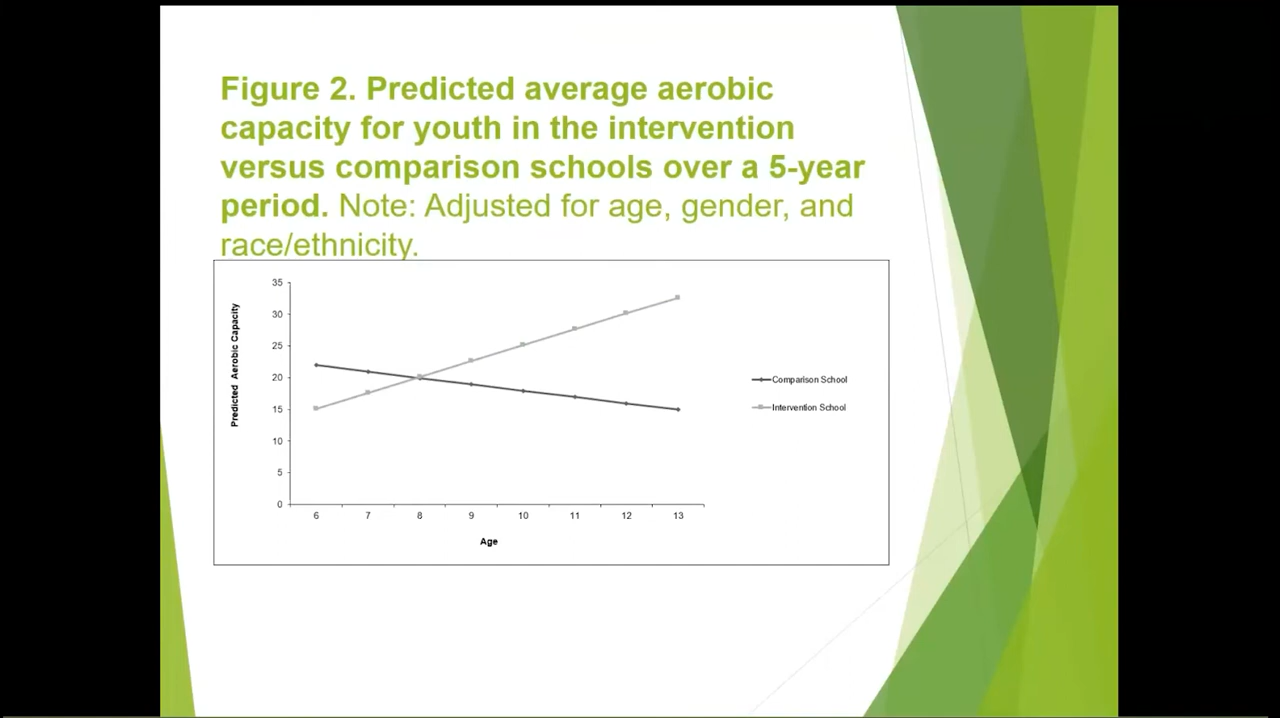 Figure 2. Predicted average aerobic
capacity for youth in the intervention
versus comparison schools over a 5-year
period. Note: Adjusted for age, gender, and
race/ethnicity.
Predicted Aerobic Capacity
35
30
25
20
15
10
5
0
6 7 8 9 10 11 12 13
Age
Comparison School
Intervention School